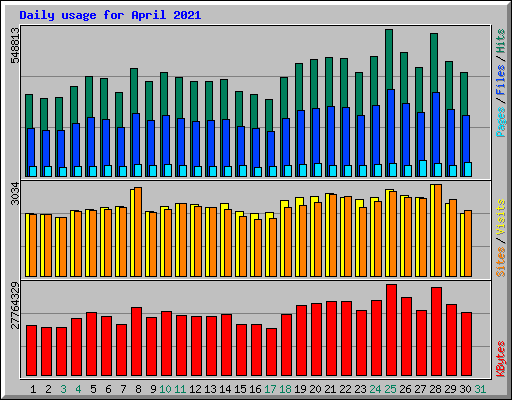 Daily usage for April 2021
548813
Pages / Files / Hits
3034
Sites / Visits
27764329
KBytes
1 2 3 4 5 6 7 8 9 10 11 12 13 14 15 16 17 18 19 20 21 22 23 24 25 26 27 28 29 30 31